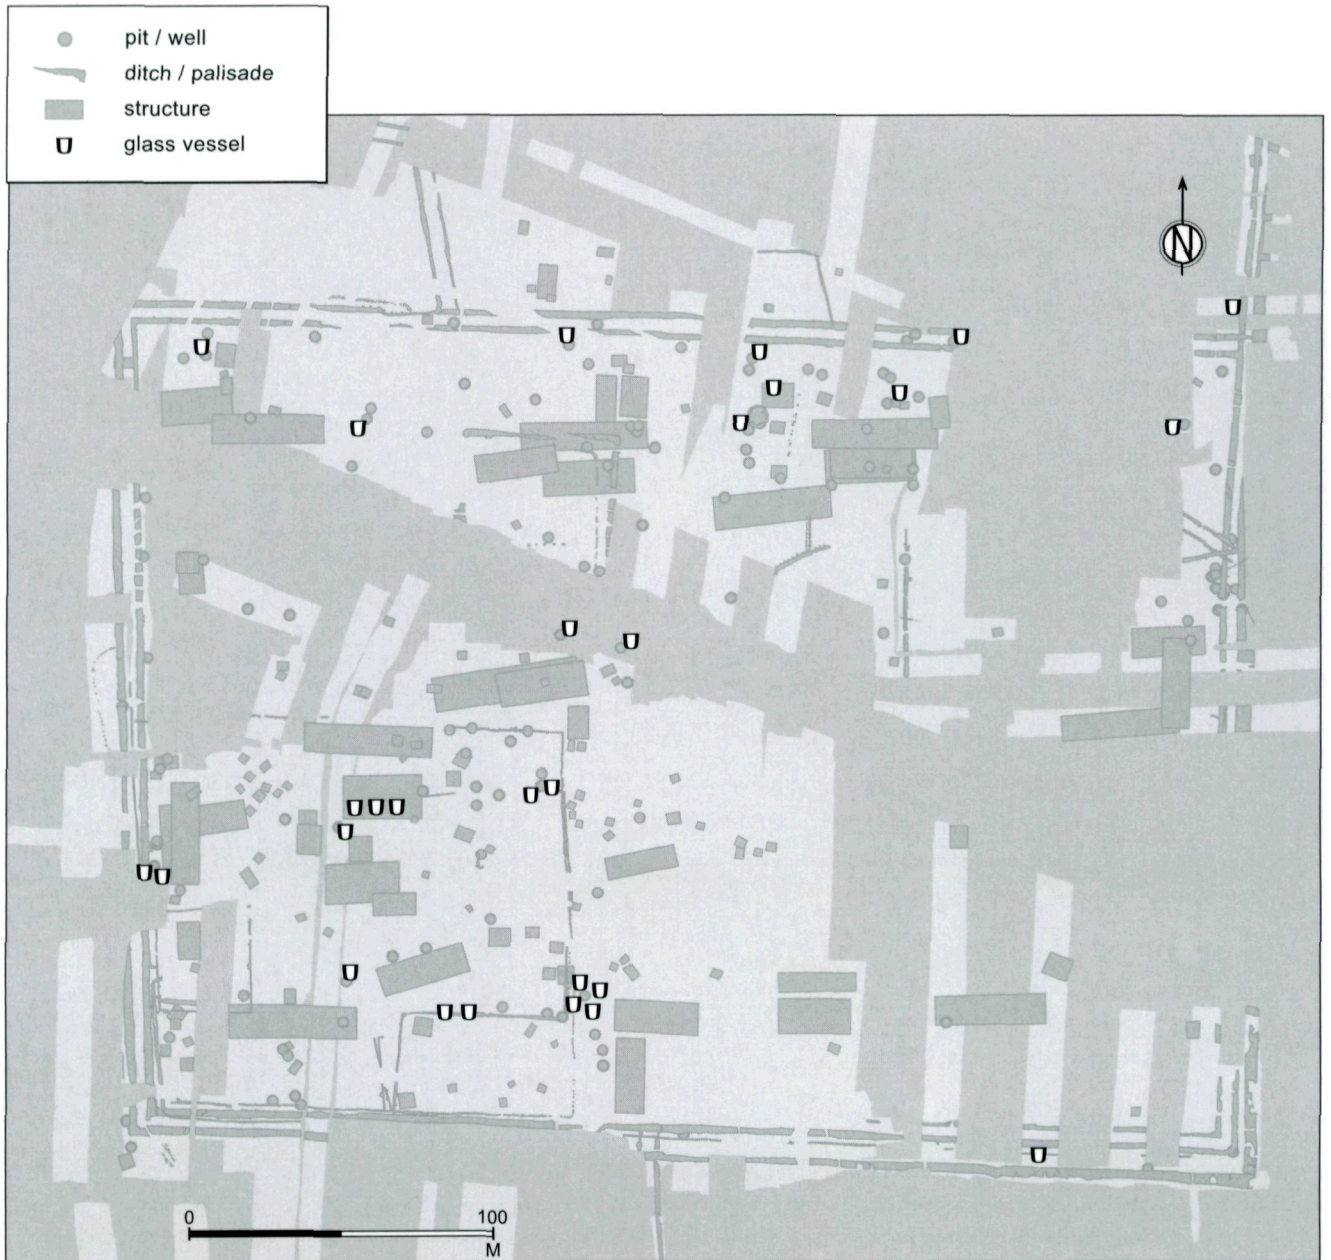 pit / well
ditch / palisade
structure
glass vessel
N
0 100
M